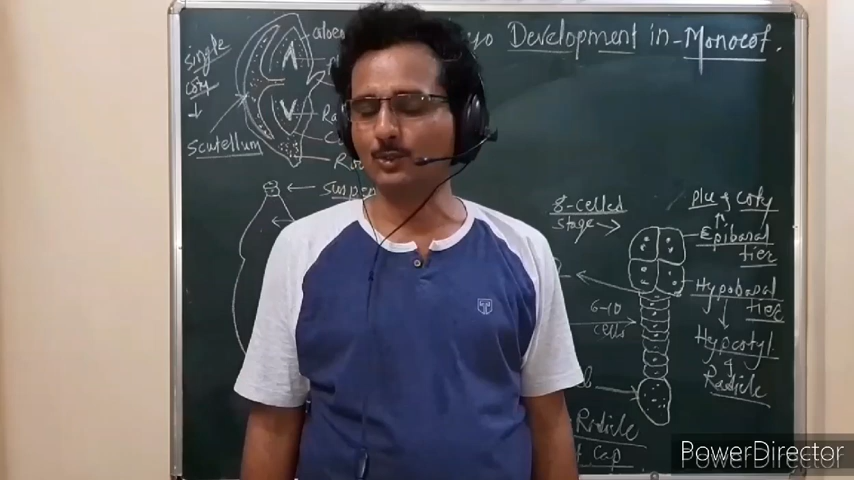 Development in Monocot.
single
coty
scutellum
8-celled
stage
plu & coty
Epibasal
tier
Hypobasal
tier
6-10
cells
Hypocotyl
&
Radicle
Radicle
cap
PowerDirector